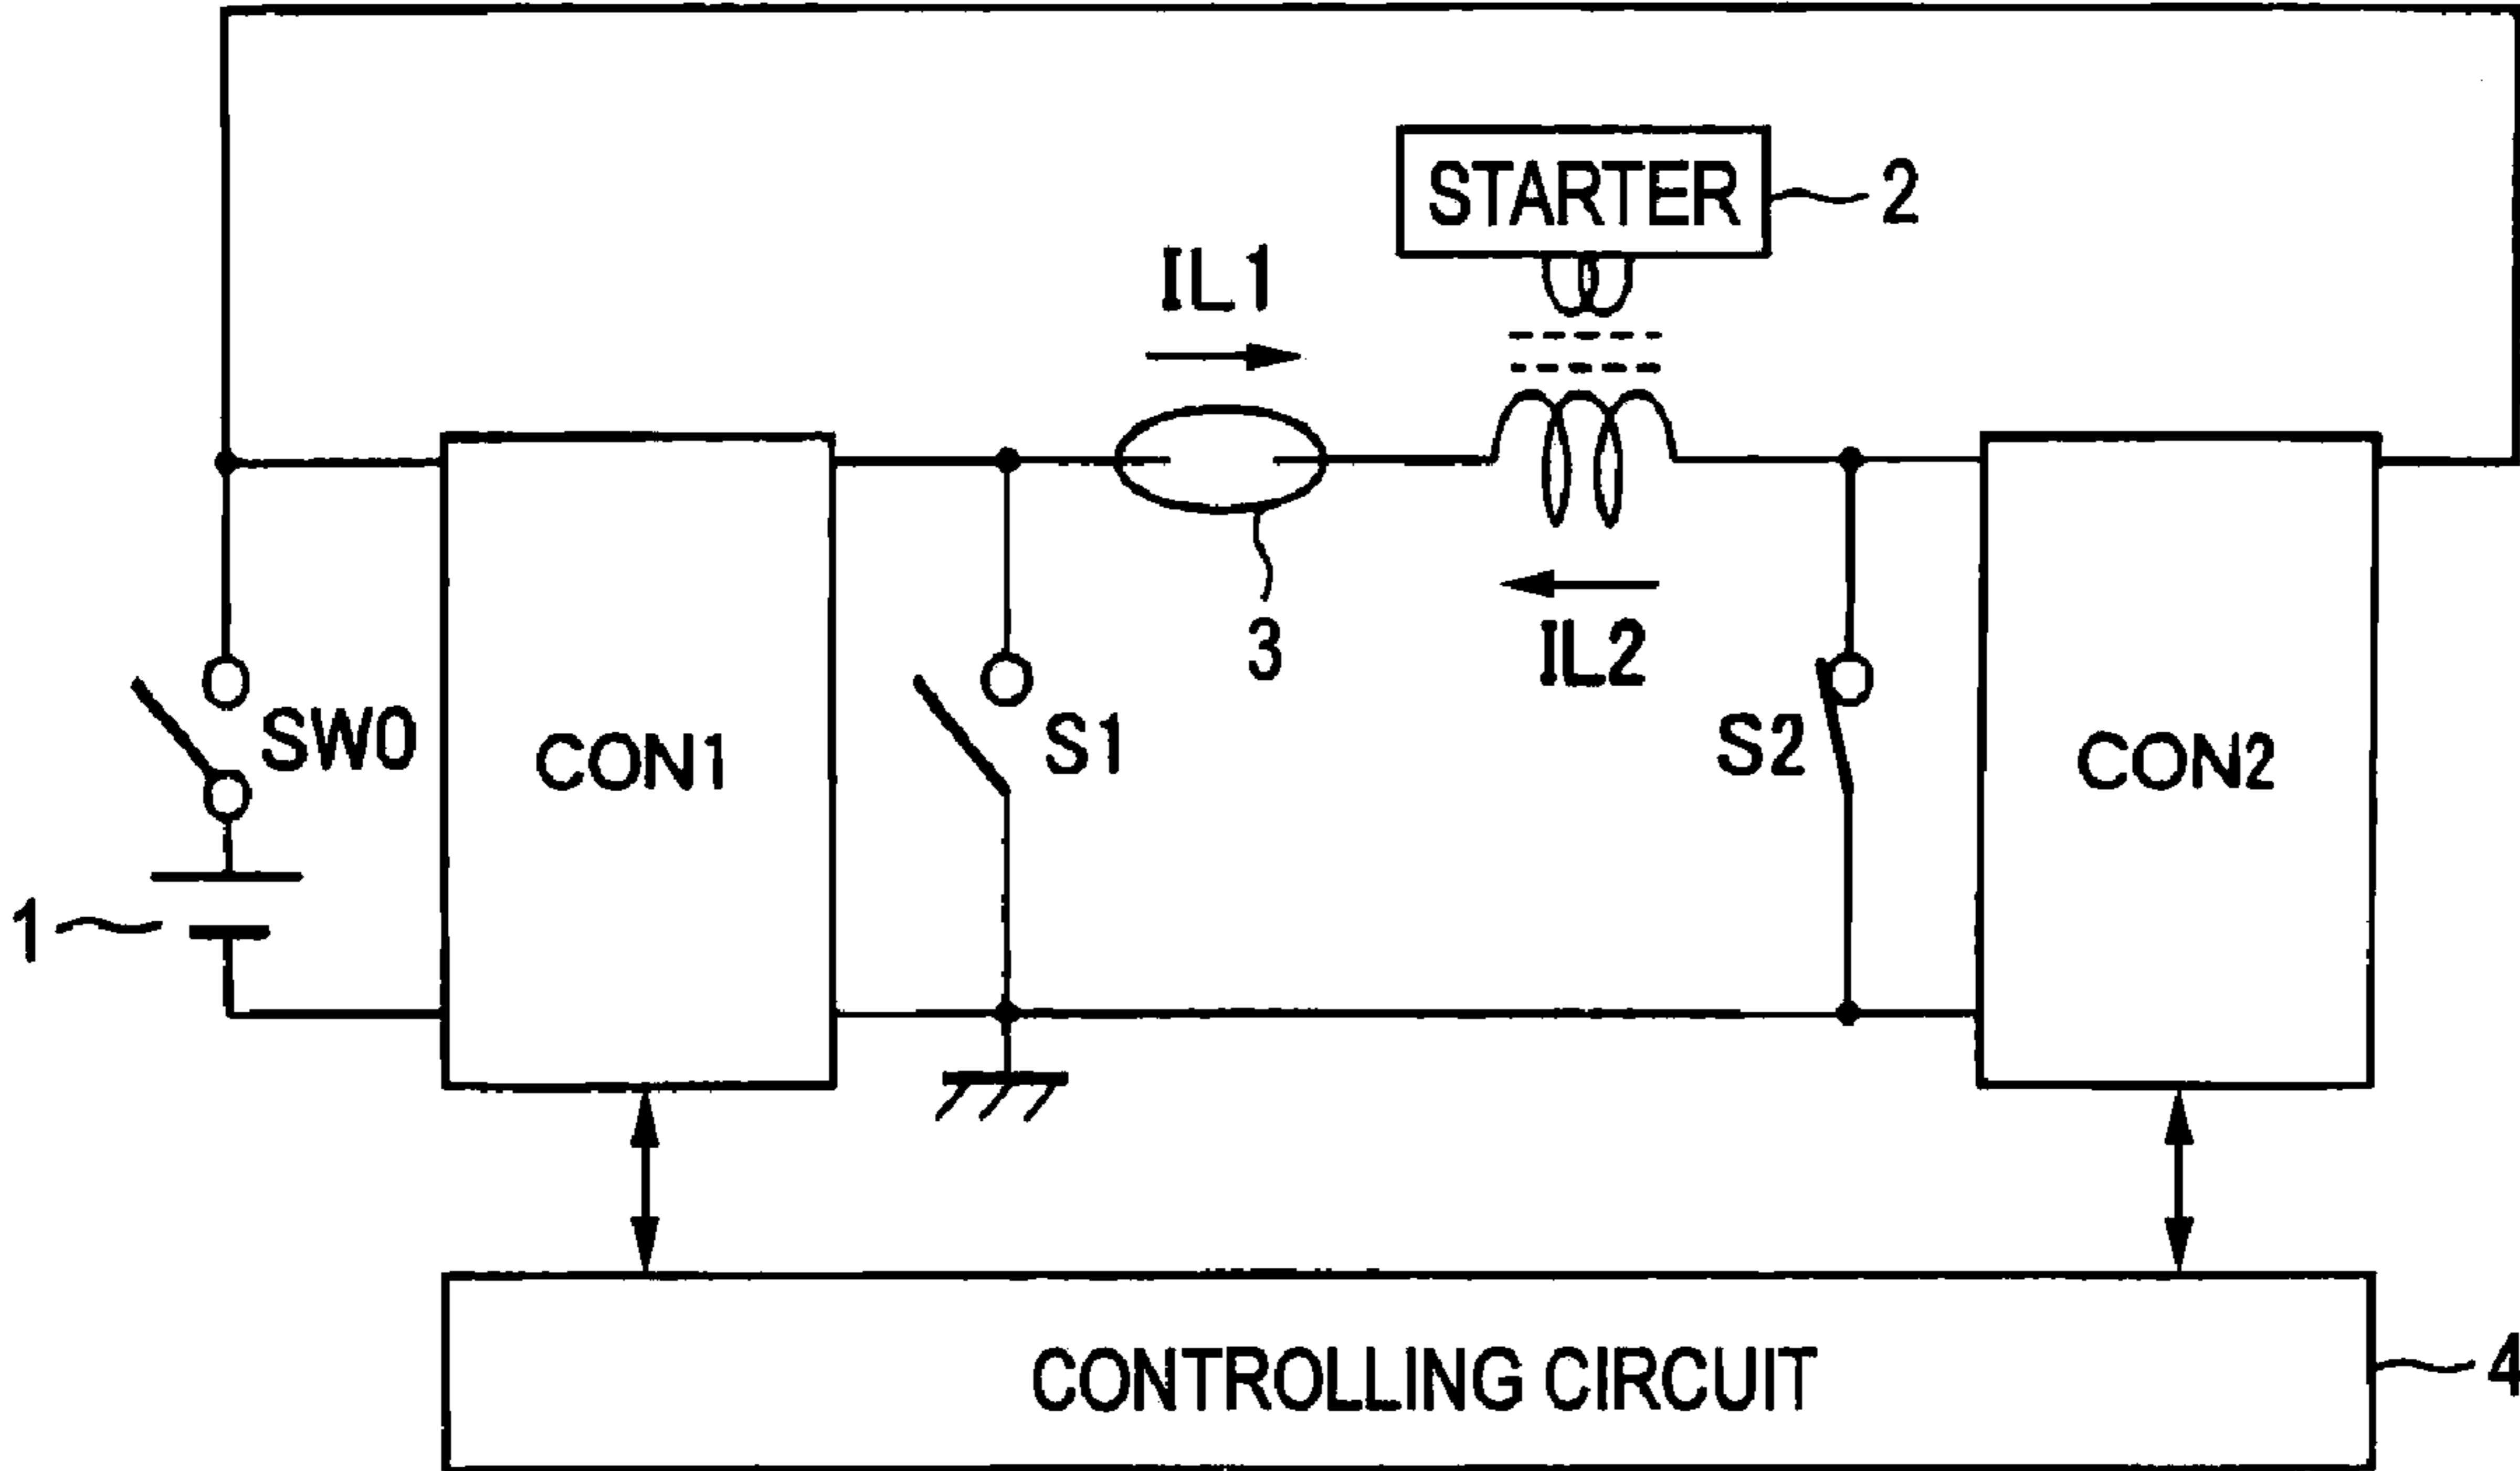 STARTER
2
IL1
3
IL2
SW0
CON1
S1
S2
CON2
1
CONTROLLING CIRCUIT
4